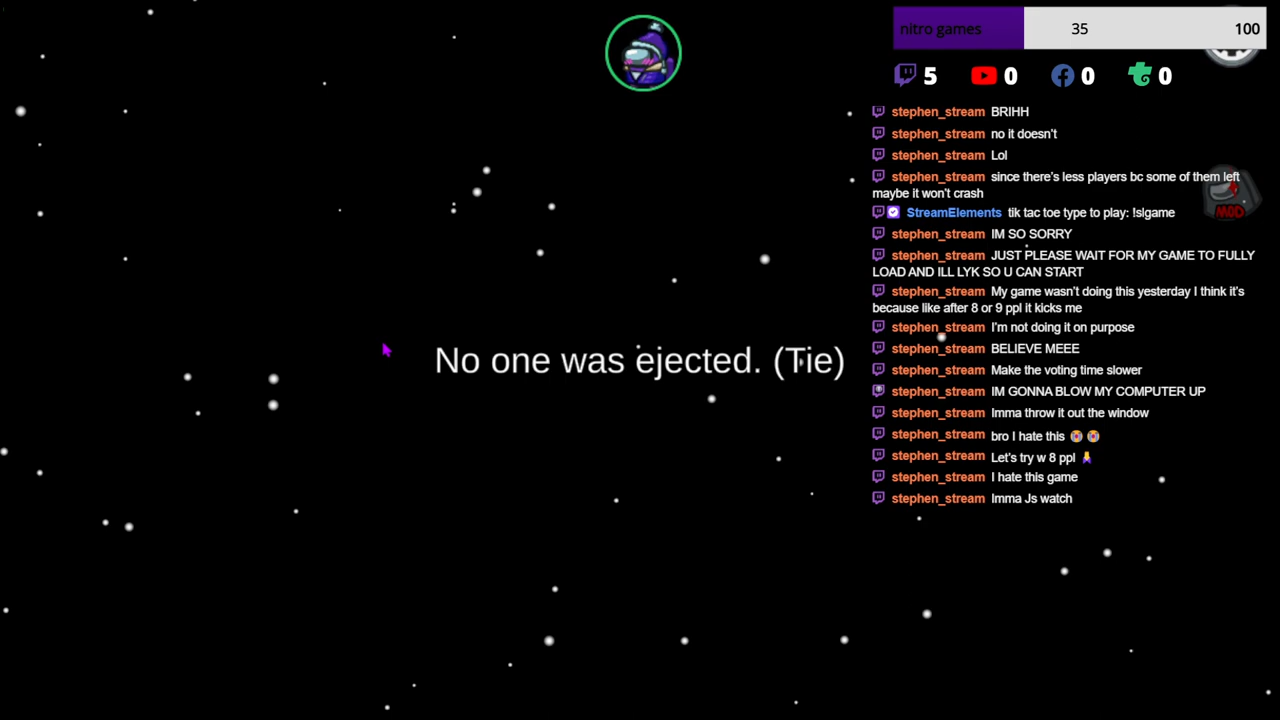 nitro games 35 100
5 0 0 0
stephen_stream BRIHH
stephen_stream no it doesn't
stephen_stream Lol
stephen_stream since there's less players bc some of them left
maybe it won't crash
StreamElements tik tac toe type to play: !slgame
stephen_stream IM SO SORRY
stephen_stream JUST PLEASE WAIT FOR MY GAME TO FULLY
LOAD AND ILL LYK SO U CAN START
stephen_stream My game wasn't doing this yesterday I think it's
because like after 8 or 9 ppl it kicks me
stephen_stream I'm not doing it on purpose
stephen_stream BELIEVE MEEE
stephen_stream Make the voting time slower
stephen_stream IM GONNA BLOW MY COMPUTER UP
stephen_stream Imma throw it out the window
stephen_stream bro I hate this
stephen_stream Let's try w 8 ppl
stephen_stream I hate this game
stephen_stream Imma Js watch
MOD
No one was ejected. (Tie)